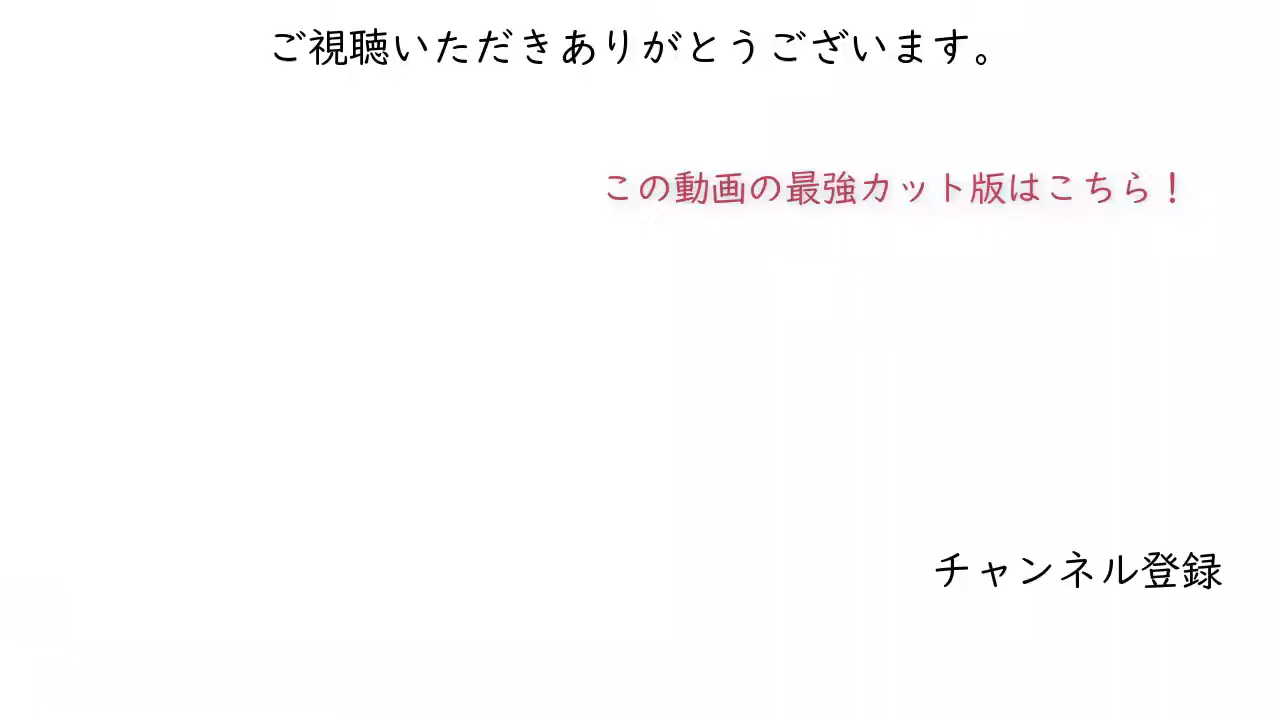 ご視聴いただきありがとうございます。
この動画の最強カット版はこちら！
チャンネル登録